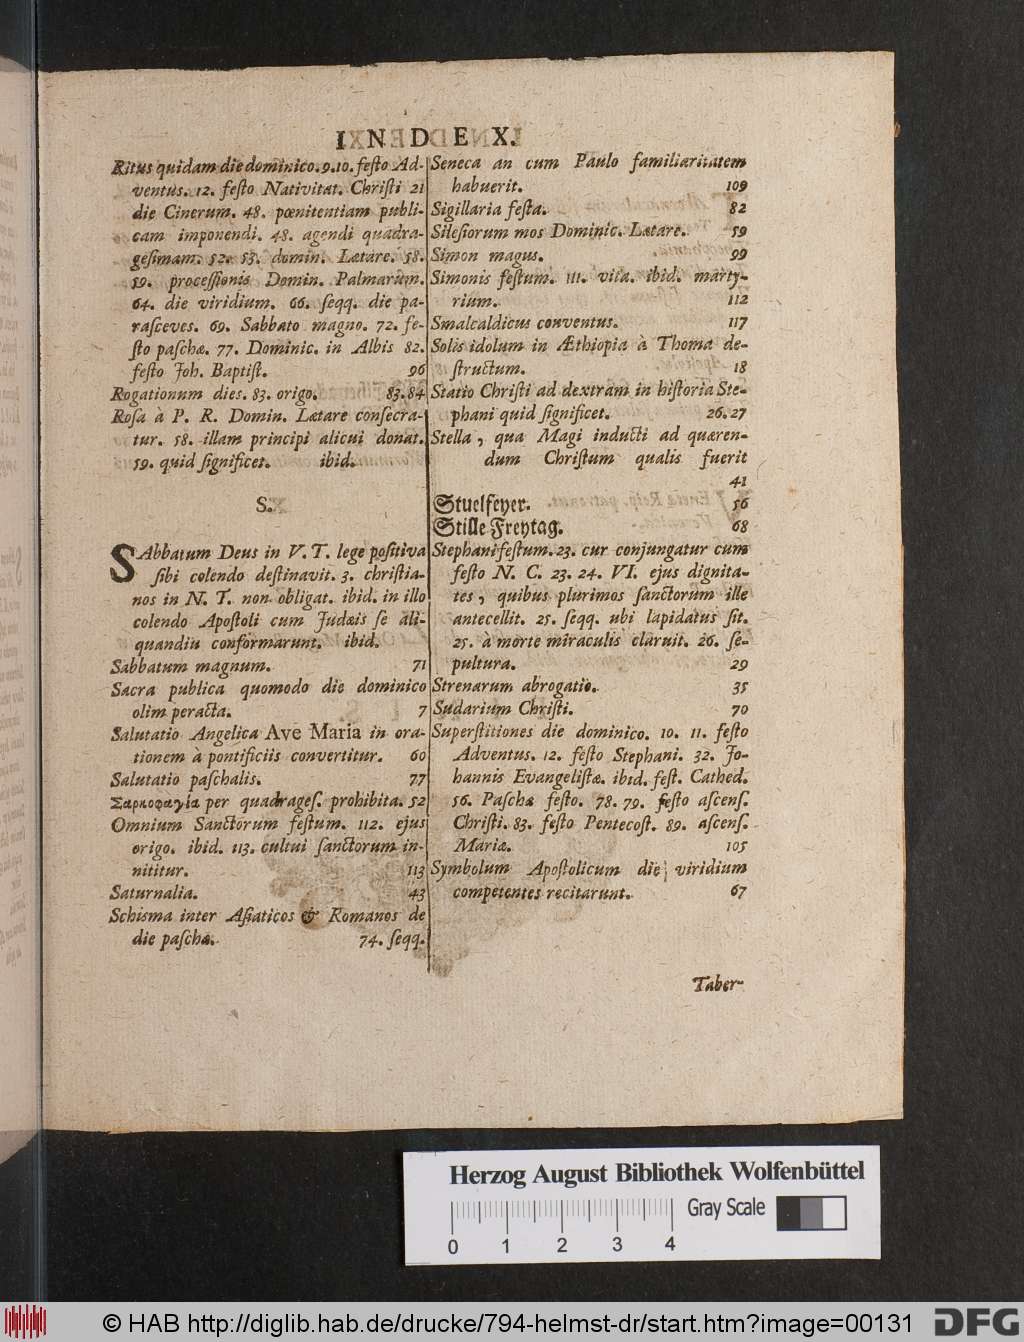 INDEX.
Ritus quidam die dominico. 9. 10. festo Ad-
ventus. 12. festo Nativitat. Christi 21
die Cinerum. 48. pœnitentiam publi-
cam imponendi. 48. agendi quadra-
gesimam. 52. 53. domin. Lætare. 58.
59. processionis Domin. Palmarum.
64. die viridium. 66. seqq. die pa-
rasceves. 69. Sabbato magno. 72. fe-
sto paschæ. 77. Dominic. in Albis 82.
festo Joh. Baptist. 96
Rogationum dies. 83. origo. 83.84
Rosa à P. R. Domin. Lætare consecra-
tur. 58. illam principi alicui donat.
59. quid significet. ibid.
S.
SAbbatum Deus in V. T. lege positiva
sibi colendo destinavit. 3. christia-
nos in N. T. non obligat. ibid. in illo
colendo Apostoli cum Judæis se ali-
quandiu conformarunt. ibid.
Sabbatum magnum. 71
Sacra publica quomodo die dominico
olim peracta. 7
Salutatio Angelica Ave Maria in ora-
tionem à pontificiis convertitur. 60
Salutatio paschalis. 77
Σαρκοφαγία per quadrages. prohibita. 52
Omnium Sanctorum festum. 112. ejus
origo. ibid. 113. cultui sanctorum in-
nititur. 113
Saturnalia. 43
Schisma inter Asiaticos & Romanos de
die paschæ. 74. seqq.
Seneca an cum Paulo familiaritatem
habuerit. 109
Sigillaria festa. 82
Silesiorum mos Dominic. Lætare. 59
Simon magus. 99
Simonis festum. 111. vita. ibid. marty-
rium. 112
Smalcaldicus conventus. 117
Solis idolum in Æthiopia à Thoma de-
structum. 18
Statio Christi ad dextram in historia Ste-
phani quid significet. 26.27
Stella, qua Magi inducti ad quæren-
dum Christum qualis fuerit
41
Stuelfeyer. 56
Stille Freytag. 68
Stephani festum. 23. cur conjungatur cum
festo N. C. 23. 24. VI. ejus dignita-
tes, quibus plurimos sanctorum ille
antecellit. 25. seqq. ubi lapidatus sit.
25. à morte miraculis claruit. 26. se-
pultura. 29
Strenarum abrogatio. 35
Sudarium Christi. 70
Superstitiones die dominico. 10. 11. festo
Adventus. 12. festo Stephani. 32. Jo-
hannis Evangelistæ. ibid. fest. Cathed.
56. Paschæ festo. 78. 79. festo ascens.
Christi. 83. festo Pentecost. 89. ascens.
Mariæ. 105
Symbolum Apostolicum die viridium
competentes recitarunt. 67
Taber-
Herzog August Bibliothek Wolfenbüttel
Gray Scale
0 1 2 3 4
© HAB http://diglib.hab.de/drucke/794-helmst-dr/start.htm?image=00131
DFG